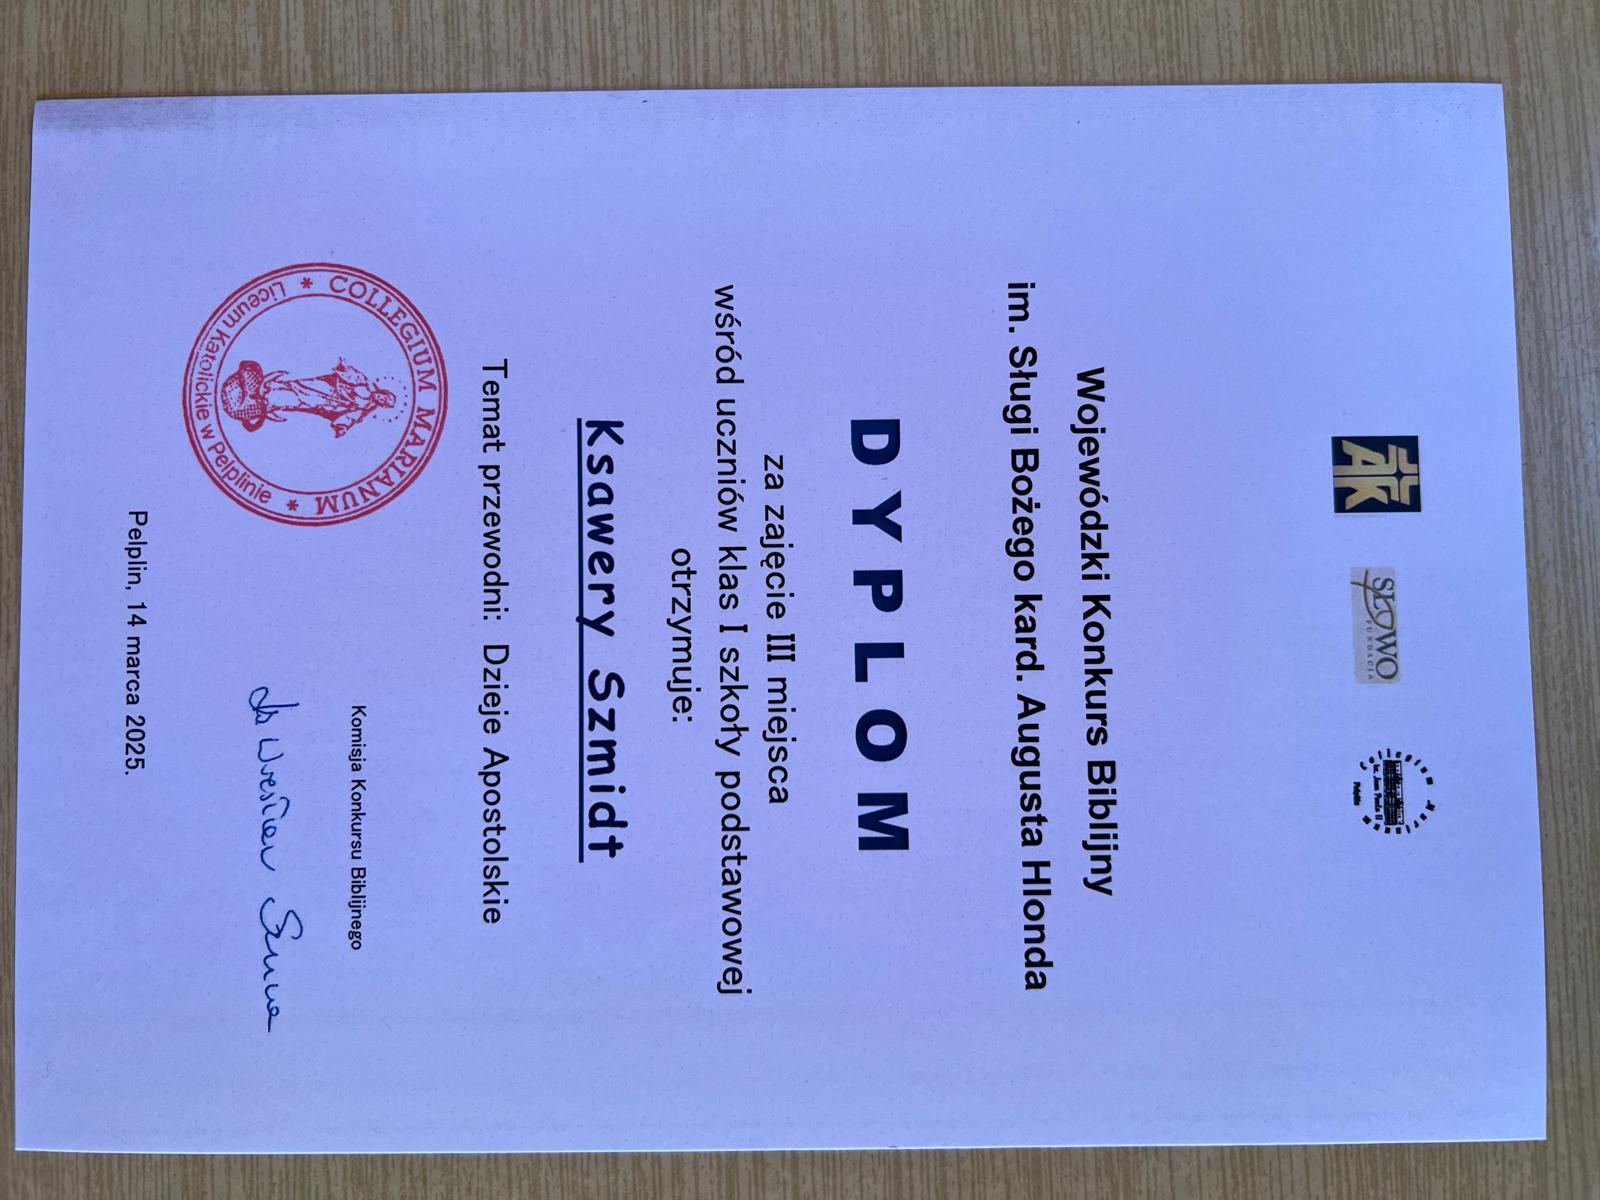 AK
SŁOWO
FUNDACJA
Wojewódzki Konkurs Biblijny
im. Sługi Bożego kard. Augusta Hlonda
DYPLOM
za zajęcie III miejsca
wśród uczniów klas I szkoły podstawowej
otrzymuje:
Ksawery Szmidt
Temat przewodni: Dzieje Apostolskie
COLLEGIUM MARIANUM
* Liceum Katolickie w Pelplinie *
Komisja Konkursu Biblijnego
Pelplin, 14 marca 2025.